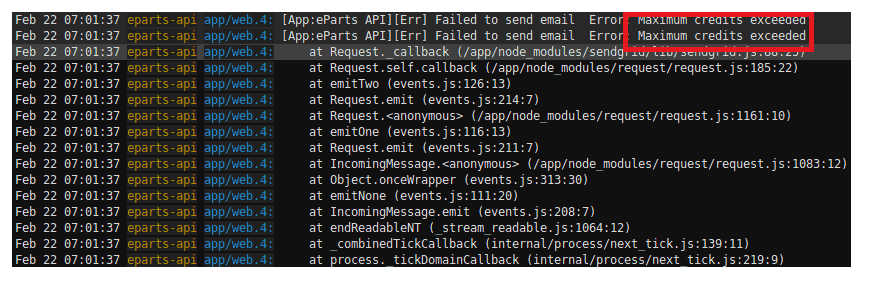 Feb 22 07:01:37 eparts-api app/web.4: [App:eParts API][Err] Failed to send email Error: Maximum credits exceeded
Feb 22 07:01:37 eparts-api app/web.4: [App:eParts API][Err] Failed to send email Error: Maximum credits exceeded
Feb 22 07:01:37 eparts-api app/web.4: at Request._callback (/app/node_modules/sendgrid/lib/sendgrid.js:88:25)
Feb 22 07:01:37 eparts-api app/web.4: at Request.self.callback (/app/node_modules/request/request.js:185:22)
Feb 22 07:01:37 eparts-api app/web.4: at emitTwo (events.js:126:13)
Feb 22 07:01:37 eparts-api app/web.4: at Request.emit (events.js:214:7)
Feb 22 07:01:37 eparts-api app/web.4: at Request.<anonymous> (/app/node_modules/request/request.js:1161:10)
Feb 22 07:01:37 eparts-api app/web.4: at emitOne (events.js:116:13)
Feb 22 07:01:37 eparts-api app/web.4: at Request.emit (events.js:211:7)
Feb 22 07:01:37 eparts-api app/web.4: at IncomingMessage.<anonymous> (/app/node_modules/request/request.js:1083:12)
Feb 22 07:01:37 eparts-api app/web.4: at Object.onceWrapper (events.js:313:30)
Feb 22 07:01:37 eparts-api app/web.4: at emitNone (events.js:111:20)
Feb 22 07:01:37 eparts-api app/web.4: at IncomingMessage.emit (events.js:208:7)
Feb 22 07:01:37 eparts-api app/web.4: at endReadableNT (_stream_readable.js:1064:12)
Feb 22 07:01:37 eparts-api app/web.4: at _combinedTickCallback (internal/process/next_tick.js:139:11)
Feb 22 07:01:37 eparts-api app/web.4: at process._tickDomainCallback (internal/process/next_tick.js:219:9)